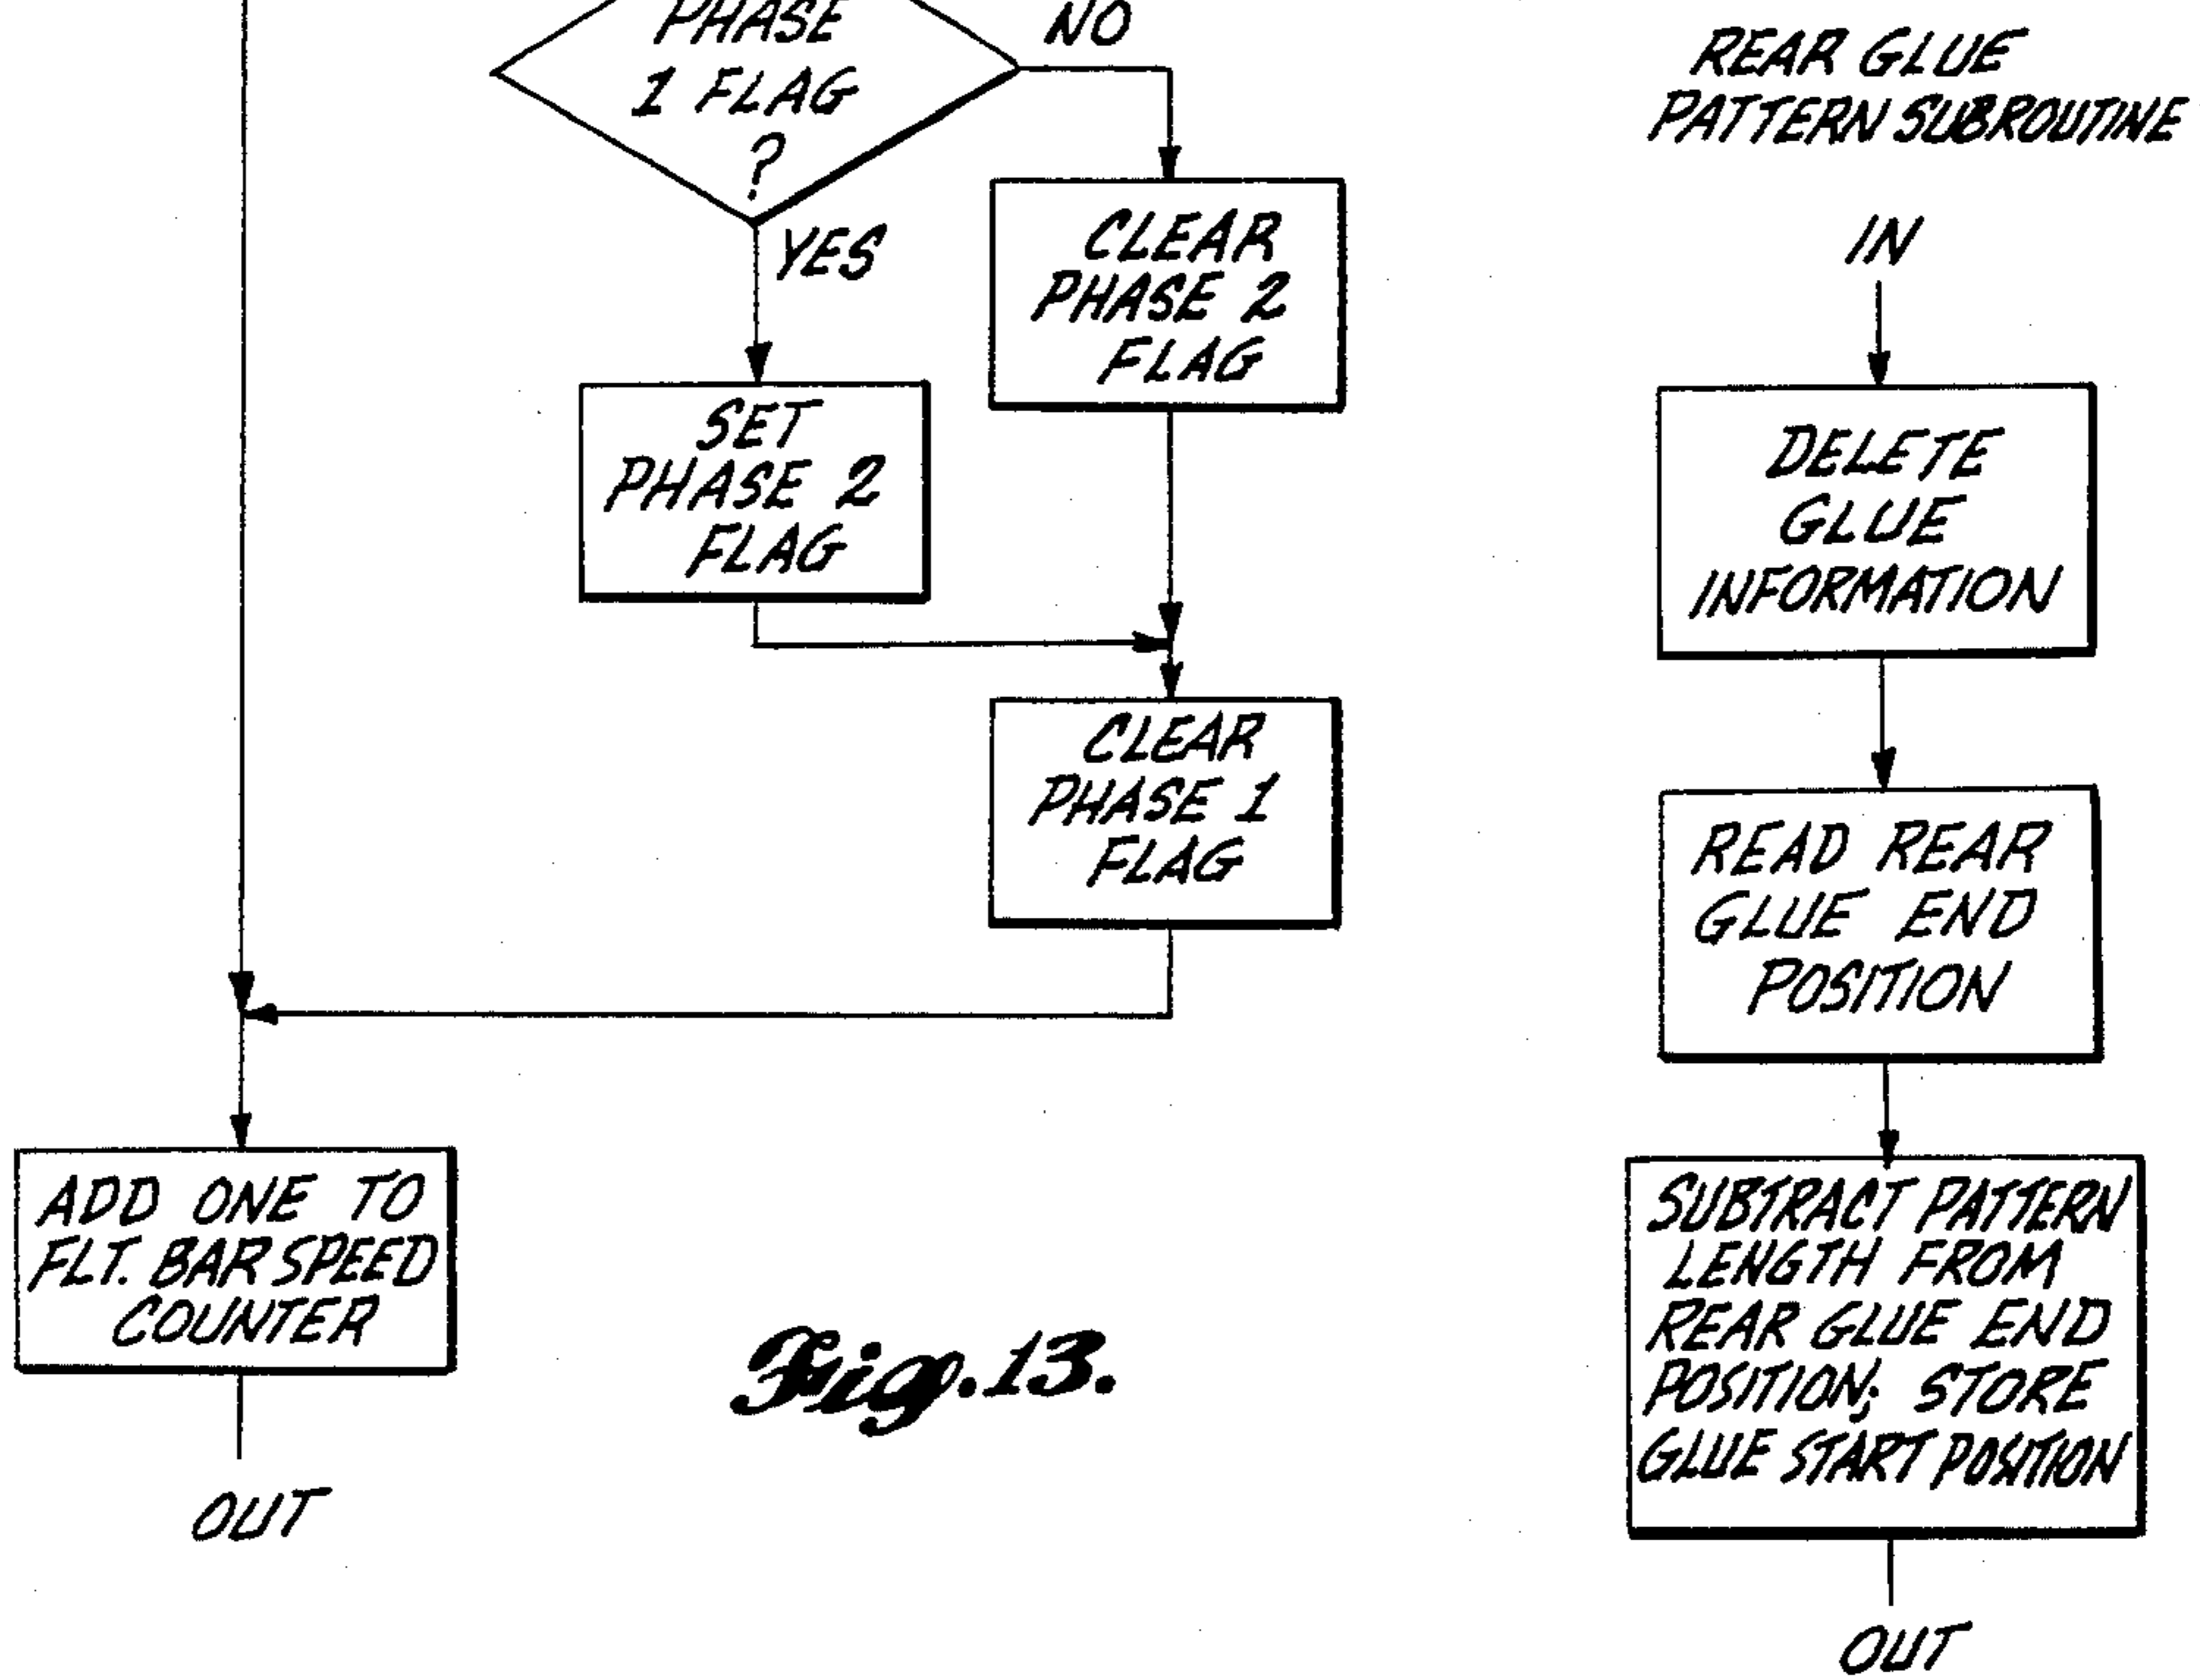 PHASE
1 FLAG
?
NO
YES
CLEAR
PHASE 2
FLAG
SET
PHASE 2
FLAG
CLEAR
PHASE 1
FLAG
ADD ONE TO
FLT. BAR SPEED
COUNTER
OUT
Fig. 13.
REAR GLUE
PATTERN SUBROUTINE
IN
DELETE
GLUE
INFORMATION
READ REAR
GLUE END
POSITION
SUBTRACT PATTERN
LENGTH FROM
REAR GLUE END
POSITION; STORE
GLUE START POSITION
OUT